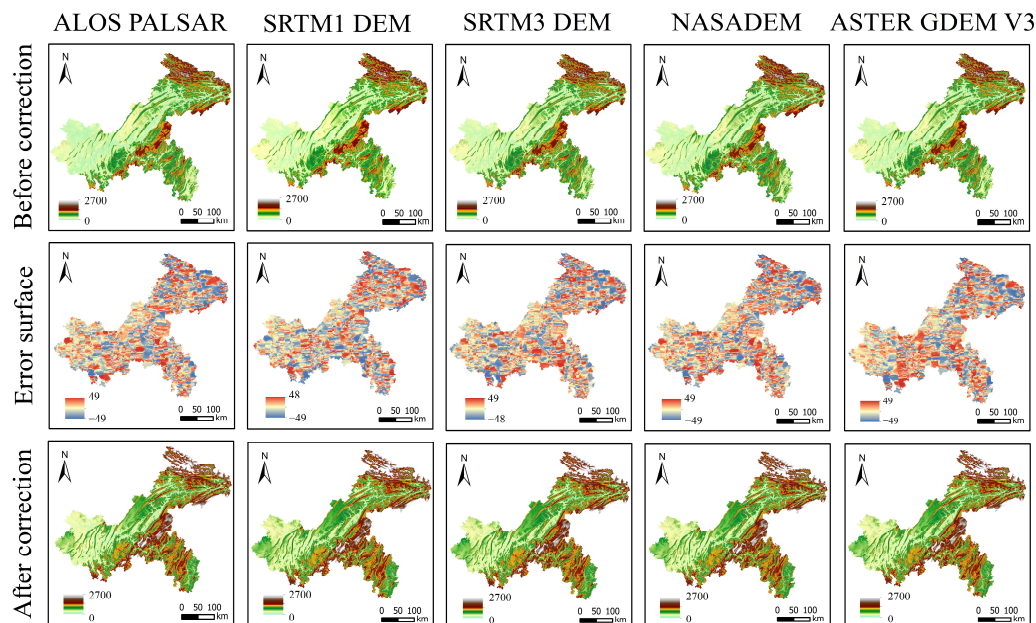 ALOS PALSAR SRTM1 DEM SRTM3 DEM NASADEM ASTER GDEM V3
Before correction
N N N N N
2700 2700 2700 2700 2700
0 0 0 0 0
0 50 100 0 50 100 0 50 100 0 50 100 0 50 100
km km km km km
Error surface
N N N N N
49 48 49 49 49
−49 −49 −48 −49 −49
0 50 100 0 50 100 0 50 100 0 50 100 0 50 100
km km km km km
After correction
N N N N N
2700 2700 2700 2700 2700
0 0 0 0 0
0 50 100 0 50 100 0 50 100 0 50 100 0 50 100
km km km km km